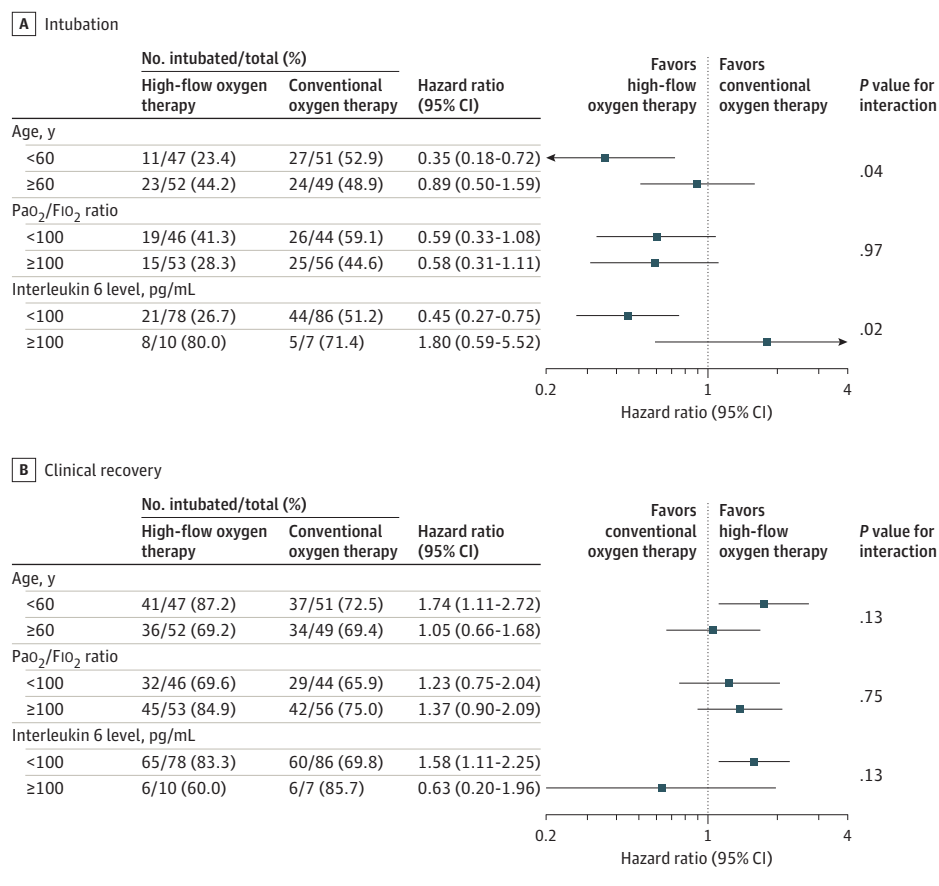 A Intubation
No. intubated/total (%)
High-flow oxygen therapy
Conventional oxygen therapy
Hazard ratio (95% CI)
Favors high-flow oxygen therapy
Favors conventional oxygen therapy
P value for interaction
Age, y
<60 11/47 (23.4) 27/51 (52.9) 0.35 (0.18-0.72)
≥60 23/52 (44.2) 24/49 (48.9) 0.89 (0.50-1.59)
.04
PaO2/FIO2 ratio
<100 19/46 (41.3) 26/44 (59.1) 0.59 (0.33-1.08)
≥100 15/53 (28.3) 25/56 (44.6) 0.58 (0.31-1.11)
.97
Interleukin 6 level, pg/mL
<100 21/78 (26.7) 44/86 (51.2) 0.45 (0.27-0.75)
≥100 8/10 (80.0) 5/7 (71.4) 1.80 (0.59-5.52)
.02
0.2 1 4
Hazard ratio (95% CI)
B Clinical recovery
No. intubated/total (%)
High-flow oxygen therapy
Conventional oxygen therapy
Hazard ratio (95% CI)
Favors conventional oxygen therapy
Favors high-flow oxygen therapy
P value for interaction
Age, y
<60 41/47 (87.2) 37/51 (72.5) 1.74 (1.11-2.72)
≥60 36/52 (69.2) 34/49 (69.4) 1.05 (0.66-1.68)
.13
PaO2/FIO2 ratio
<100 32/46 (69.6) 29/44 (65.9) 1.23 (0.75-2.04)
≥100 45/53 (84.9) 42/56 (75.0) 1.37 (0.90-2.09)
.75
Interleukin 6 level, pg/mL
<100 65/78 (83.3) 60/86 (69.8) 1.58 (1.11-2.25)
≥100 6/10 (60.0) 6/7 (85.7) 0.63 (0.20-1.96)
.13
0.2 1 4
Hazard ratio (95% CI)